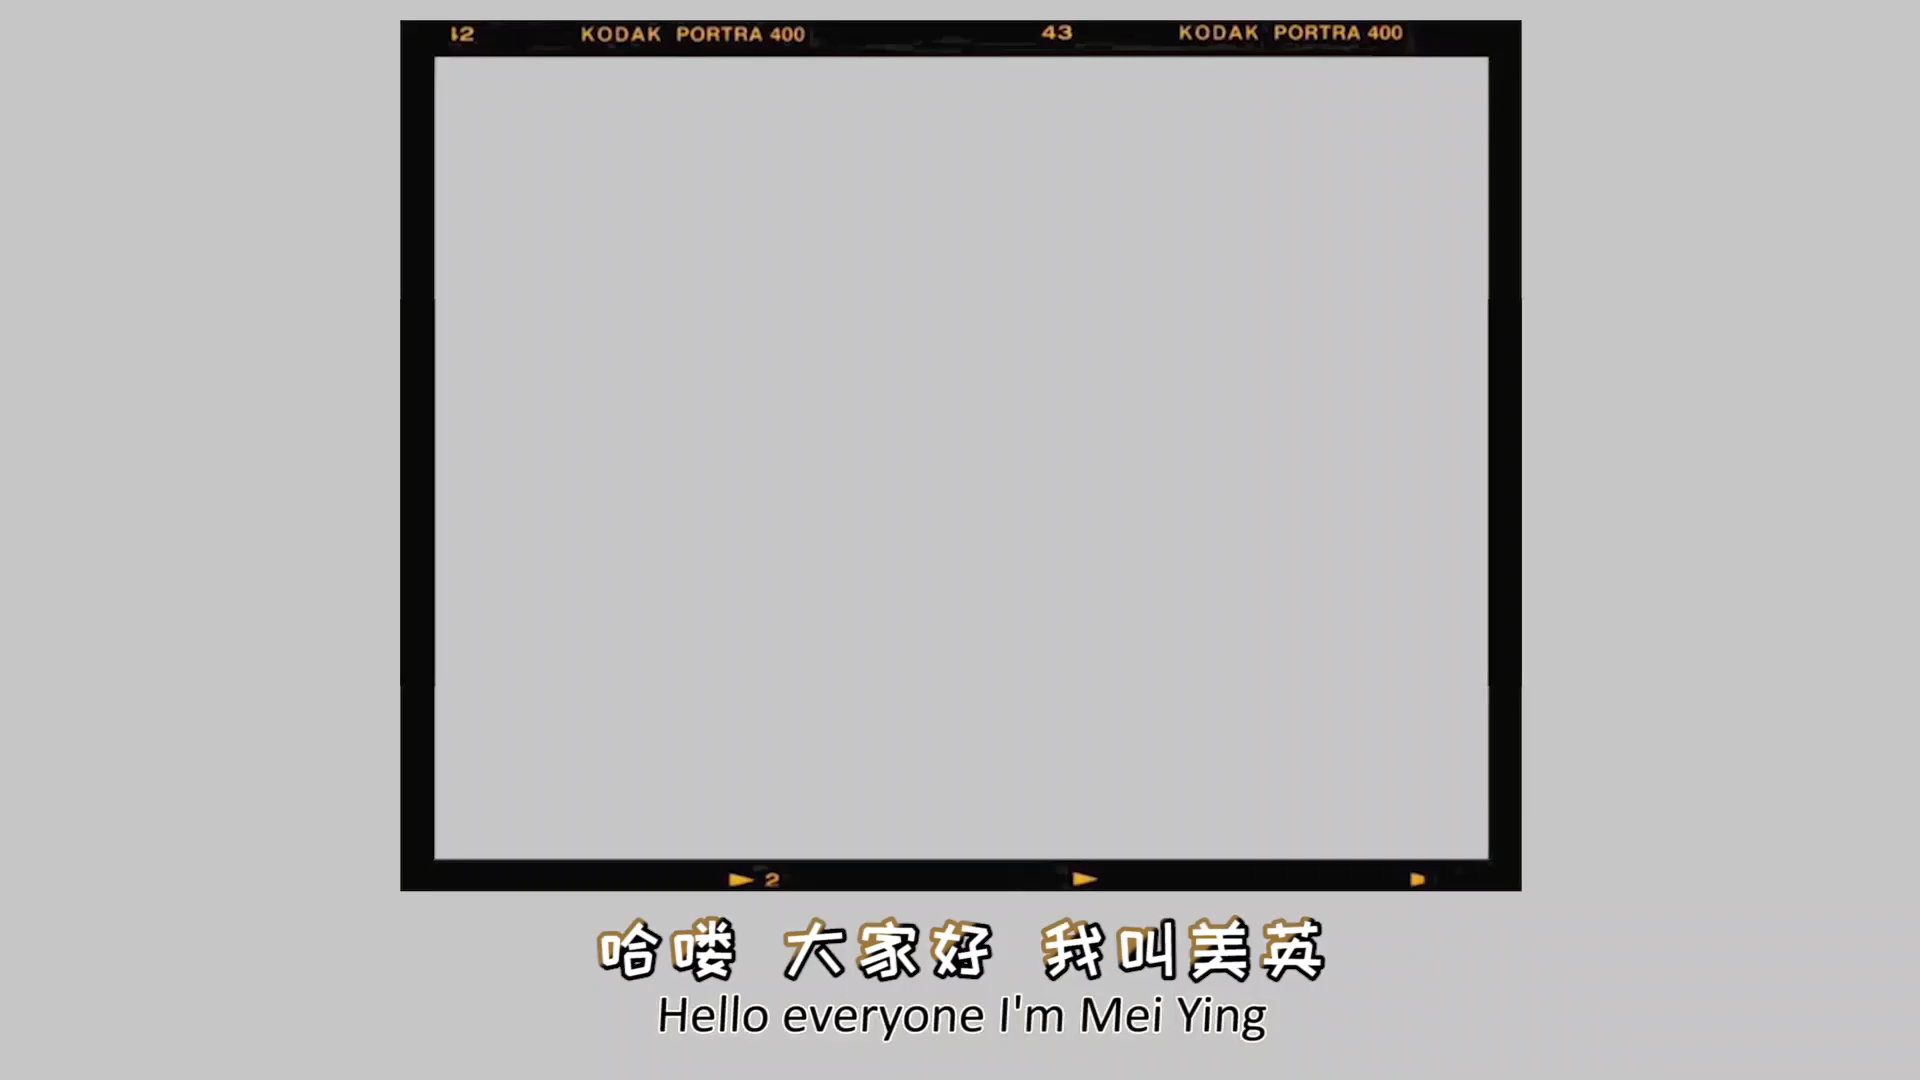 12 KODAK PORTRA 400 43 KODAK PORTRA 400
2
哈喽 大家好 我叫美英
Hello everyone I'm Mei Ying